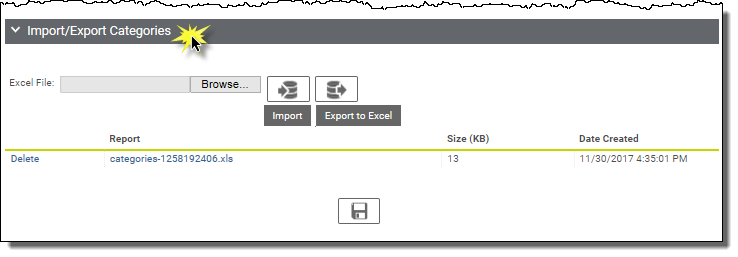 Import/Export Categories
Excel File: Browse...
Import Export to Excel
Report Size (KB) Date Created
Delete categories-1258192406.xls 13 11/30/2017 4:35:01 PM